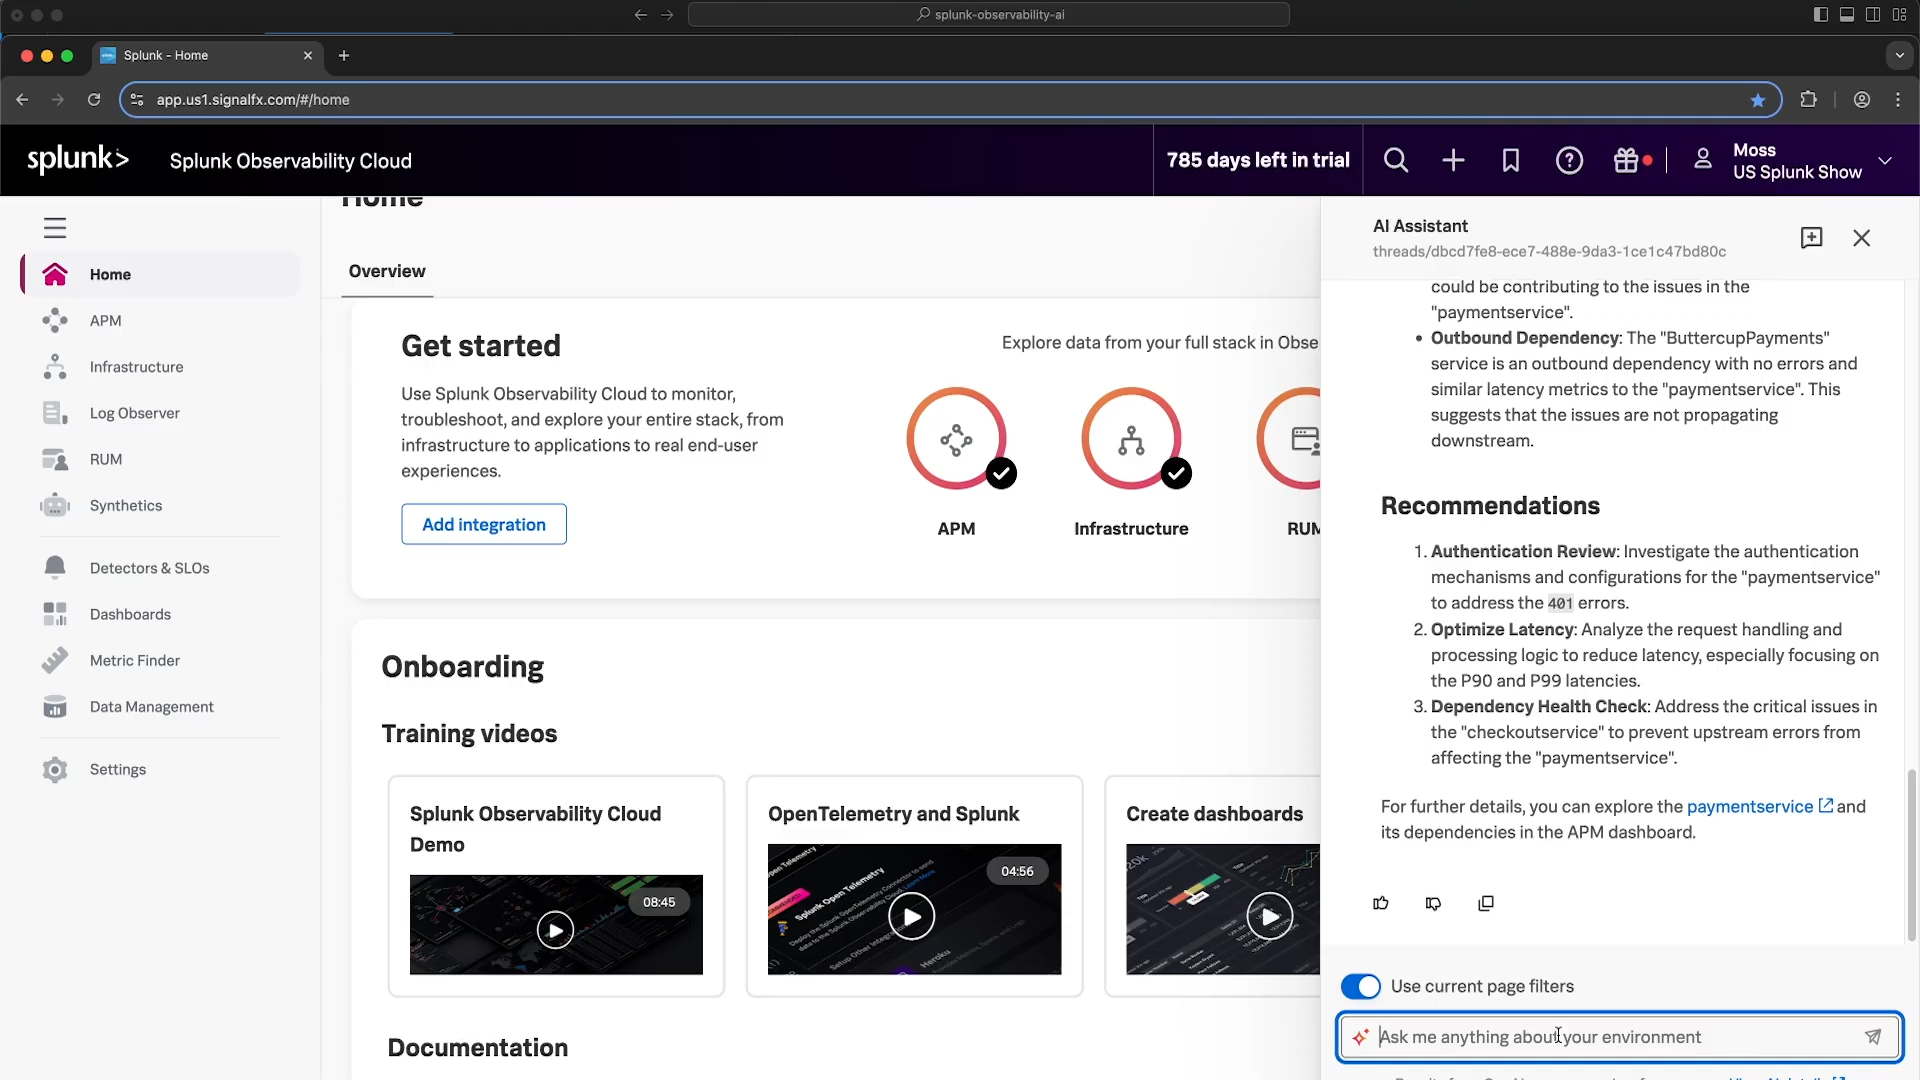 splunk-observability-ai
Splunk - Home
app.us1.signalfx.com/#/home
splunk>
Splunk Observability Cloud
785 days left in trial
Moss
US Splunk Show
Home
Home
APM
Infrastructure
Log Observer
RUM
Synthetics
Detectors & SLOs
Dashboards
Metric Finder
Data Management
Settings
Overview
Get started
Explore data from your full stack in Obse
Use Splunk Observability Cloud to monitor,
troubleshoot, and explore your entire stack, from
infrastructure to applications to real end-user
experiences.
Add integration
APM
Infrastructure
RUM
Onboarding
Training videos
Splunk Observability Cloud
Demo
08:45
OpenTelemetry and Splunk
Splunk Open Telemetry
04:56
Create dashboards
Documentation
AI Assistant
threads/dbcd7fe8-ece7-488e-9da3-1ce1c47bd80c
could be contributing to the issues in the
"paymentservice".
• Outbound Dependency: The "ButtercupPayments"
service is an outbound dependency with no errors and
similar latency metrics to the "paymentservice". This
suggests that the issues are not propagating
downstream.
Recommendations
1. Authentication Review: Investigate the authentication
mechanisms and configurations for the "paymentservice"
to address the 401 errors.
2. Optimize Latency: Analyze the request handling and
processing logic to reduce latency, especially focusing on
the P90 and P99 latencies.
3. Dependency Health Check: Address the critical issues in
the "checkoutservice" to prevent upstream errors from
affecting the "paymentservice".
For further details, you can explore the paymentservice and
its dependencies in the APM dashboard.
Use current page filters
Ask me anything about your environment